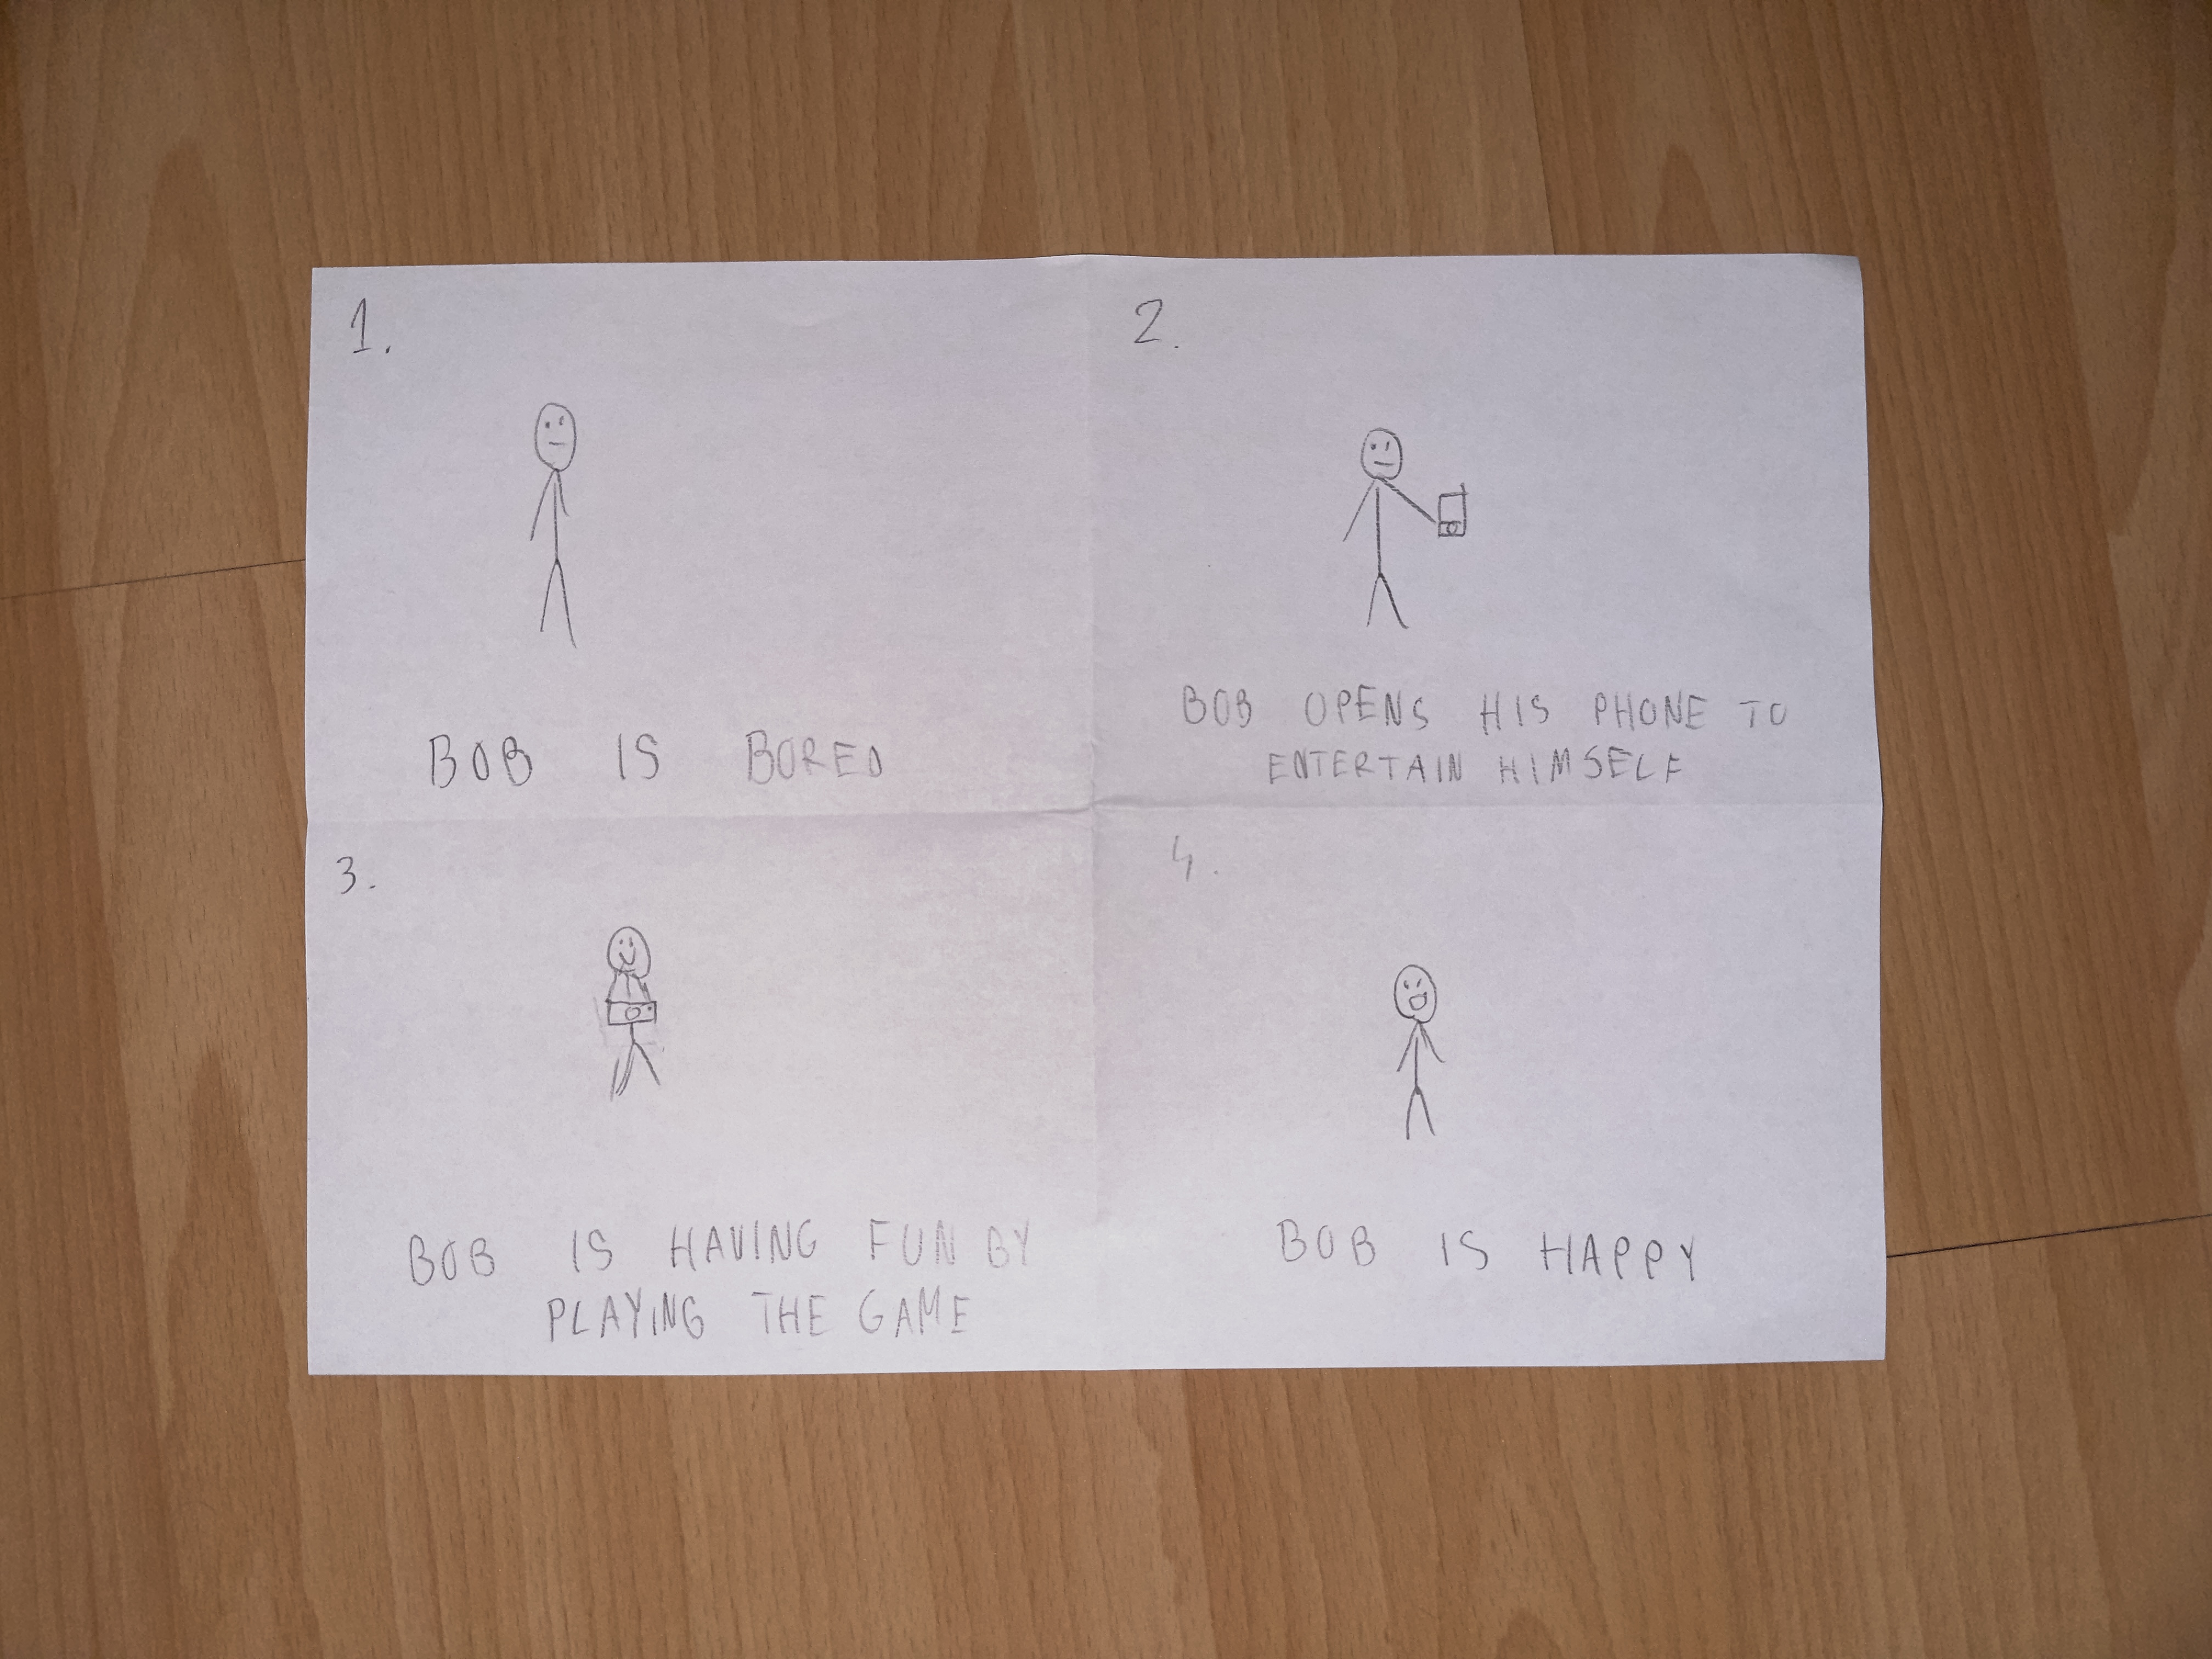 1.
BOB IS BORED
2.
BOB OPENS HIS PHONE TO
ENTERTAIN HIMSELF
3.
BOB IS HAVING FUN BY
PLAYING THE GAME
4.
BOB IS HAPPY